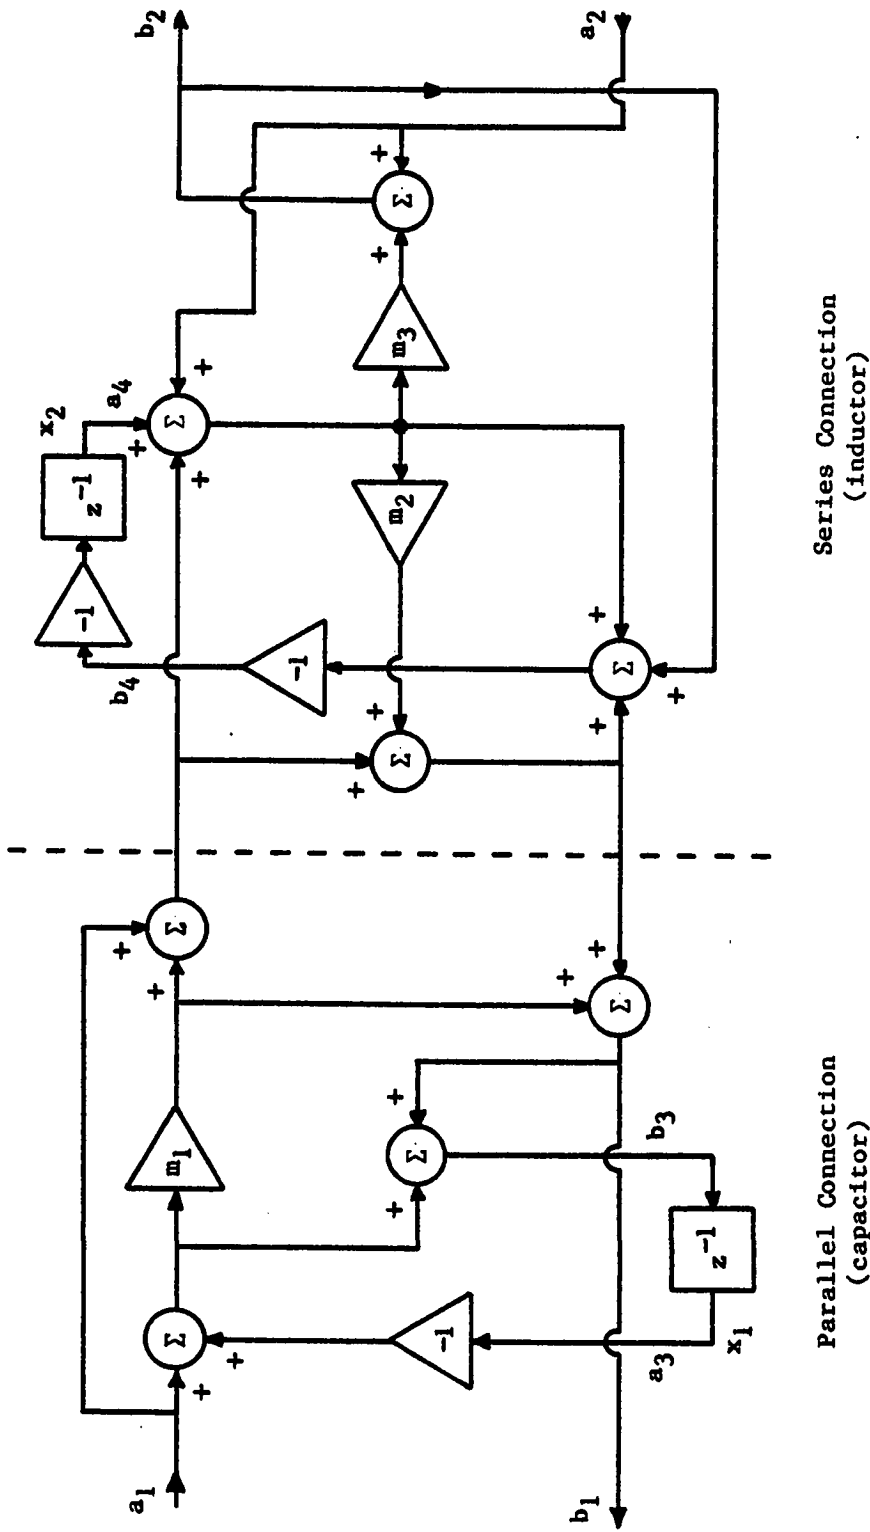 a1
b1
Σ
m1
Σ
-1
a3
x1
z-1
b3
Σ
Σ
+
+
+
+
+
+
+
+
Parallel Connection
(capacitor)
b4
-1
z-1
x2
a4
Σ
-1
m2
m3
Σ
Σ
Σ
b2
a2
+
+
+
+
+
+
+
+
+
+
Series Connection
(inductor)